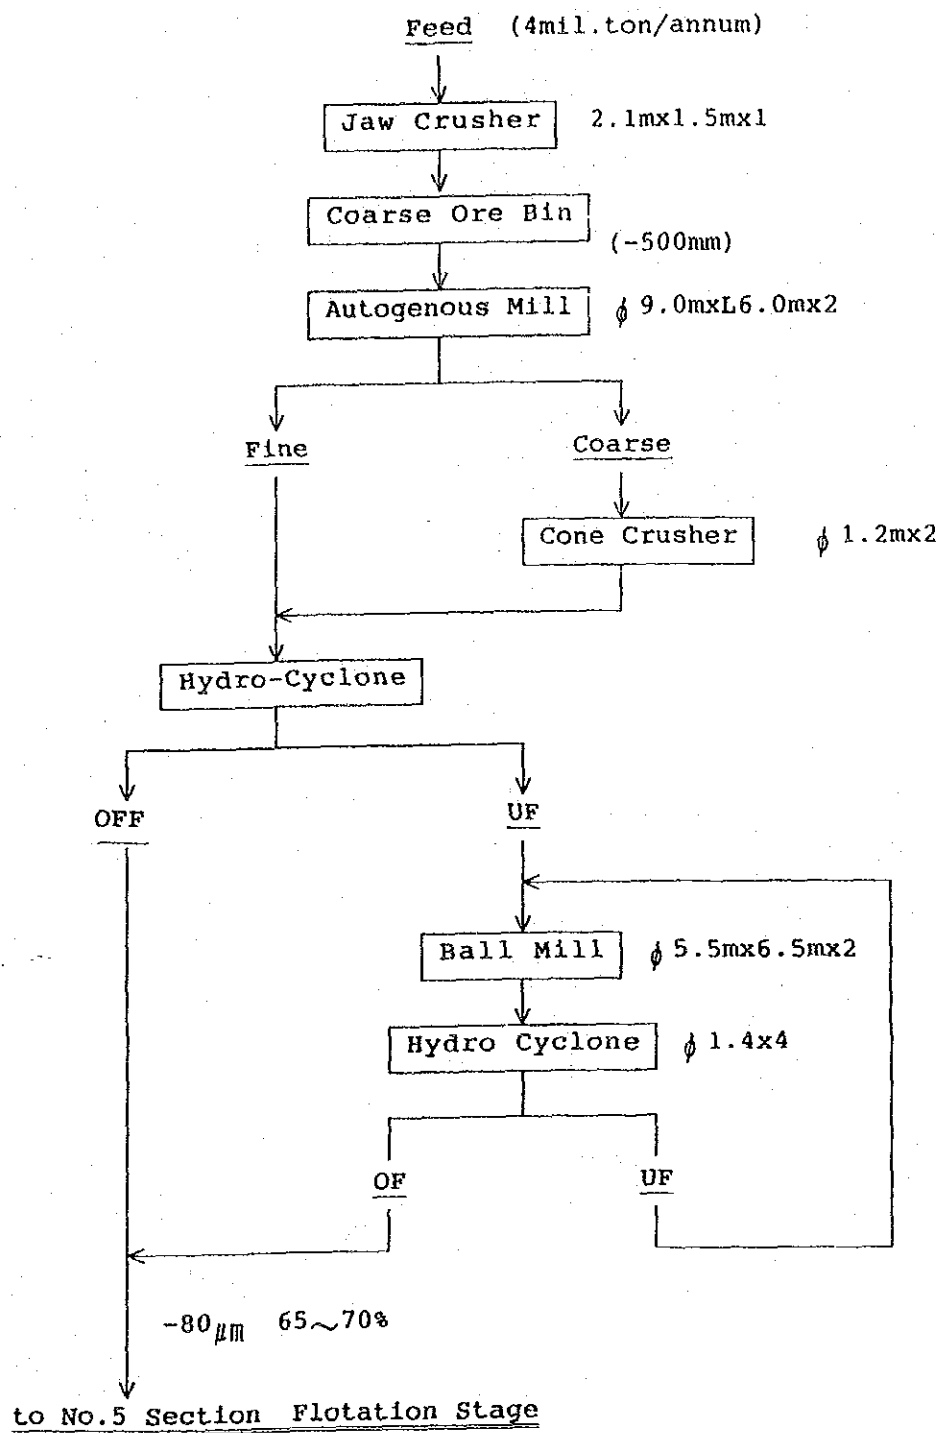 Feed (4mil.ton/annum)
Jaw Crusher 2.1mx1.5mx1
Coarse Ore Bin
(-500mm)
Autogenous Mill ϕ 9.0mxL6.0mx2
Fine Coarse
Cone Crusher ϕ 1.2mx2
Hydro-Cyclone
OFF UF
Ball Mill ϕ 5.5mx6.5mx2
Hydro Cyclone ϕ 1.4x4
OF UF
-80μm 65~70%
to No.5 Section Flotation Stage